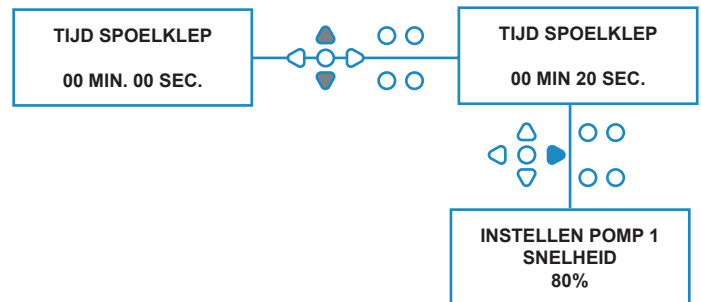 TIJD SPOELKLEP
00 MIN. 00 SEC.
TIJD SPOELKLEP
00 MIN 20 SEC.
INSTELLEN POMP 1
SNELHEID
80%